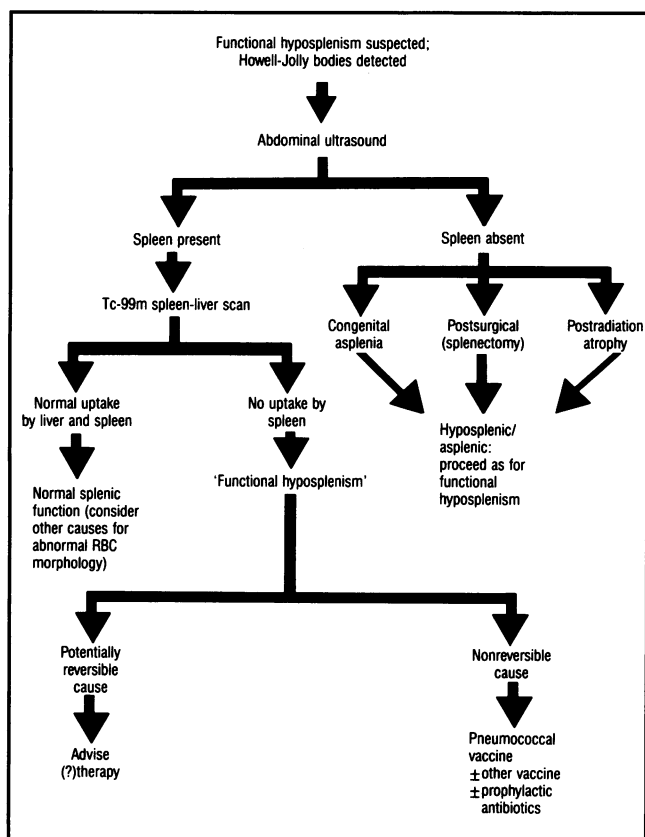 Functional hyposplenism suspected;
Howell-Jolly bodies detected
Abdominal ultrasound
Spleen present
Spleen absent
Tc-99m spleen-liver scan
Congenital
asplenia
Postsurgical
(splenectomy)
Postradiation
atrophy
Normal uptake
by liver and spleen
No uptake by
spleen
Hyposplenic/
asplenic:
proceed as for
functional
hyposplenism
'Functional hyposplenism'
Normal splenic
function (consider
other causes for
abnormal RBC
morphology)
Potentially
reversible
cause
Nonreversible
cause
Advise
(?)therapy
Pneumococcal
vaccine
±other vaccine
±prophylactic
antibiotics